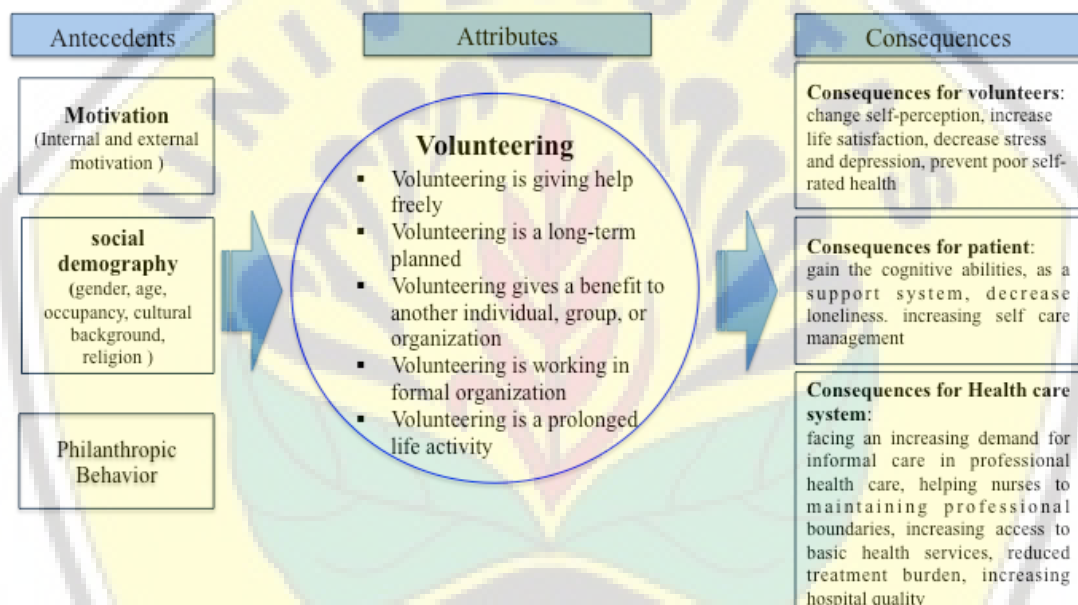 Antecedents
Motivation
(Internal and external
motivation )
social
demography
(gender, age,
occupancy, cultural
background,
religion )
Philanthropic
Behavior
Attributes
Volunteering
▪ Volunteering is giving help
freely
▪ Volunteering is a long-term
planned
▪ Volunteering gives a benefit to
another individual, group, or
organization
▪ Volunteering is working in
formal organization
▪ Volunteering is a prolonged
life activity
Consequences
Consequences for volunteers:
change self-perception, increase
life satisfaction, decrease stress
and depression, prevent poor self-
rated health
Consequences for patient:
gain the cognitive abilities, as a
support system, decrease
loneliness. increasing self care
management
Consequences for Health care
system:
facing an increasing demand for
informal care in professional
health care, helping nurses to
maintaining professional
boundaries, increasing access to
basic health services, reduced
treatment burden, increasing
hospital quality